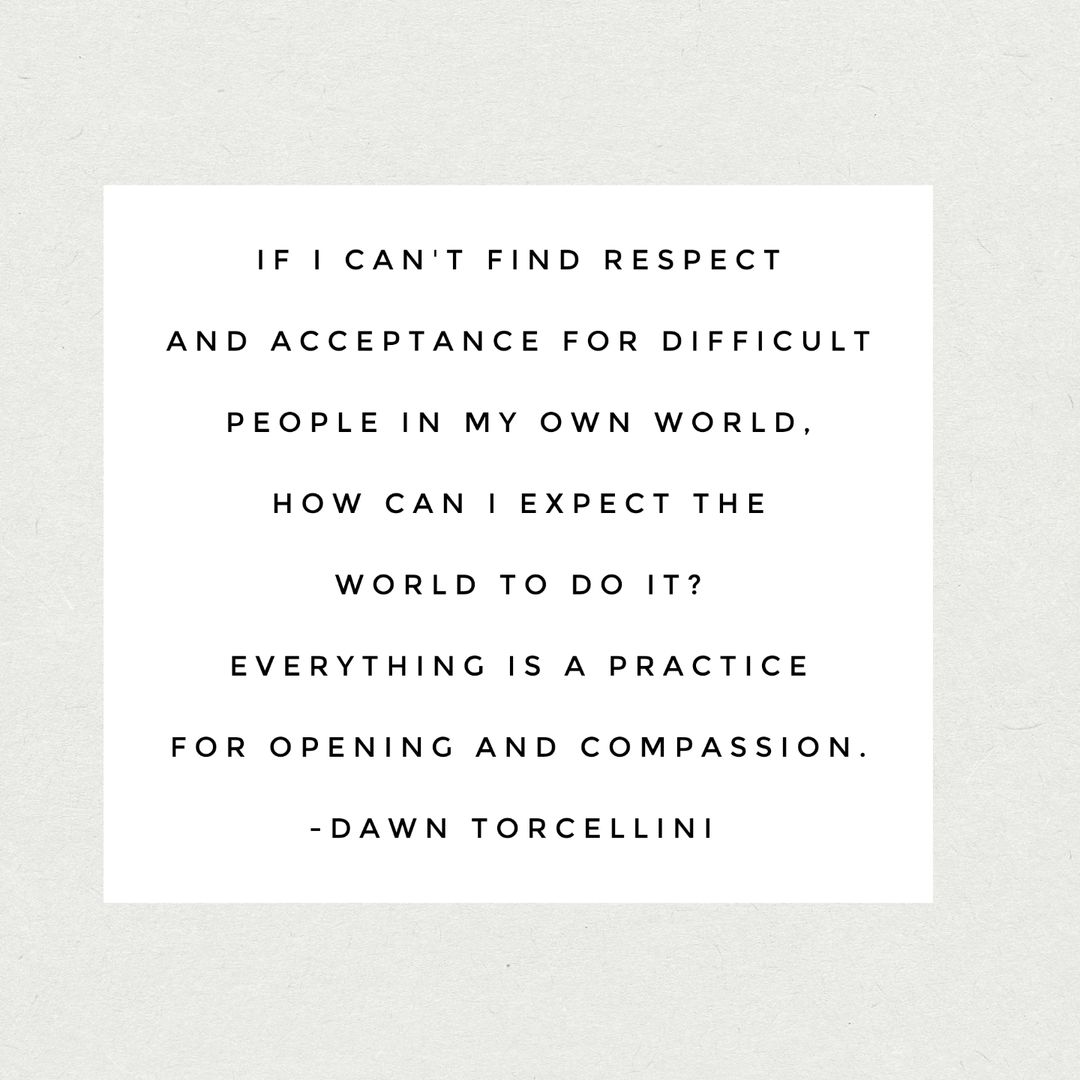 IF I CAN'T FIND RESPECT
AND ACCEPTANCE FOR DIFFICULT
PEOPLE IN MY OWN WORLD,
HOW CAN I EXPECT THE
WORLD TO DO IT?
EVERYTHING IS A PRACTICE
FOR OPENING AND COMPASSION.
-DAWN TORCELLINI